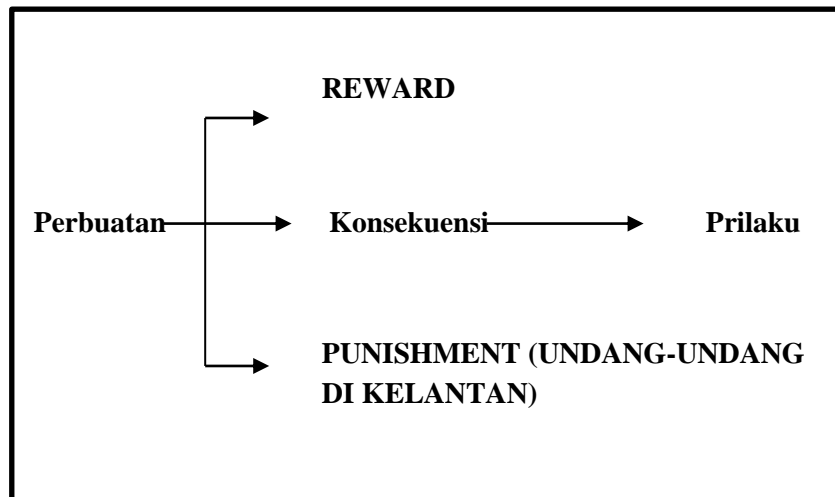 REWARD
Perbuatan Konsekuensi Prilaku
PUNISHMENT (UNDANG-UNDANG
DI KELANTAN)